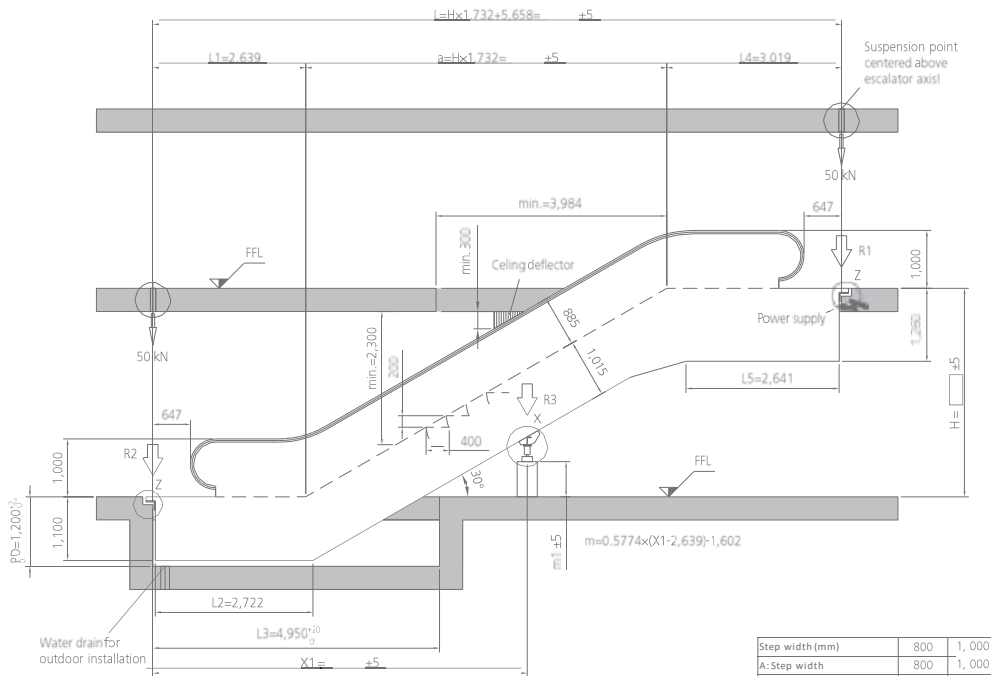 L=H×1.732+5,658= ±5
L1=2,639
a=H×1.732= ±5
L4=3,019
Suspension point
centered above
escalator axis!
50 kN
min.=3,984
647
FFL
min. 300
Celing deflector
R1
Z
1,000
Power supply
1,260
50 kN
min.=2,300
200
885
1,015
L5=2,641
H= ±5
R3
X
647
400
R2
Z
1,000
30°
FFL
PD=1,200
1,100
m1 ±5
m=0.5774×(X1-2,639)-1,602
L2=2,722
L3=4,950 +20 0
Water drain for
outdoor installation
X1= ±5
Step width (mm) 800 1, 000
A: Step width 800 1, 000